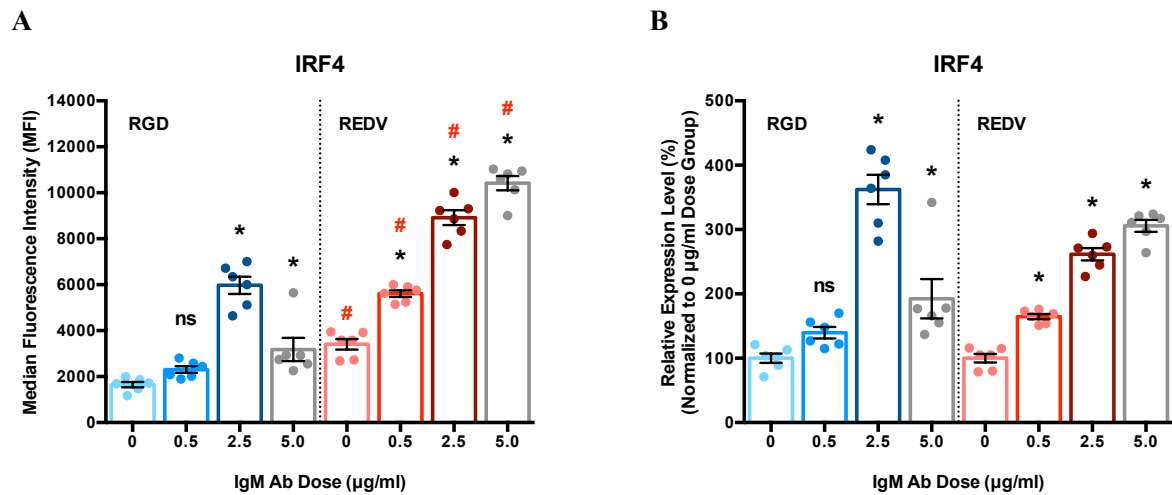 A
IRF4
Median Fluorescence Intensity (MFI)
14000
12000
10000
8000
6000
4000
2000
0
RGD
REDV
ns
*
*
#
#
*
#
*
#
*
0
0.5
2.5
5.0
0
0.5
2.5
5.0
IgM Ab Dose (µg/ml)
B
IRF4
Relative Expression Level (%)
(Normalized to 0 µg/ml Dose Group)
500
400
300
200
100
0
RGD
REDV
ns
*
*
*
*
*
0
0.5
2.5
5.0
0
0.5
2.5
5.0
IgM Ab Dose (µg/ml)